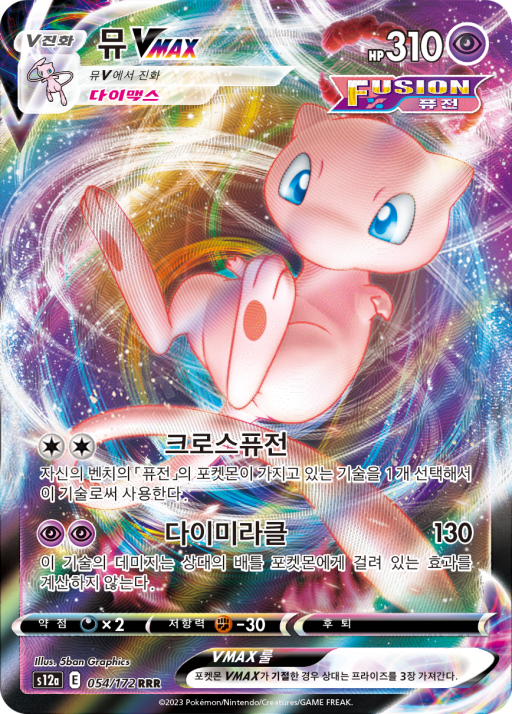 V진화
뮤 VMAX
HP 310
뮤V에서 진화
다이맥스
FUSION
퓨전
크로스퓨전
자신의 벤치의 「퓨전」의 포켓몬이 가지고 있는 기술을 1개 선택해서
이 기술로써 사용한다.
다이미라클 130
이 기술의 데미지는 상대의 배틀 포켓몬에게 걸려 있는 효과를
계산하지 않는다.
약점 ×2 저항력 -30 후퇴
Illus. 5ban Graphics
VMAX 룰
포켓몬 VMAX가 기절한 경우 상대는 프라이즈를 3장 가져간다.
s12a E 054/172 RRR
©2023 Pokémon/Nintendo/Creatures/GAME FREAK.